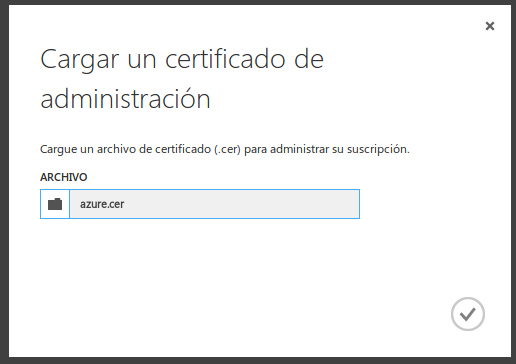 Cargar un certificado de
administración
Cargue un archivo de certificado (.cer) para administrar su suscripción.
ARCHIVO
azure.cer